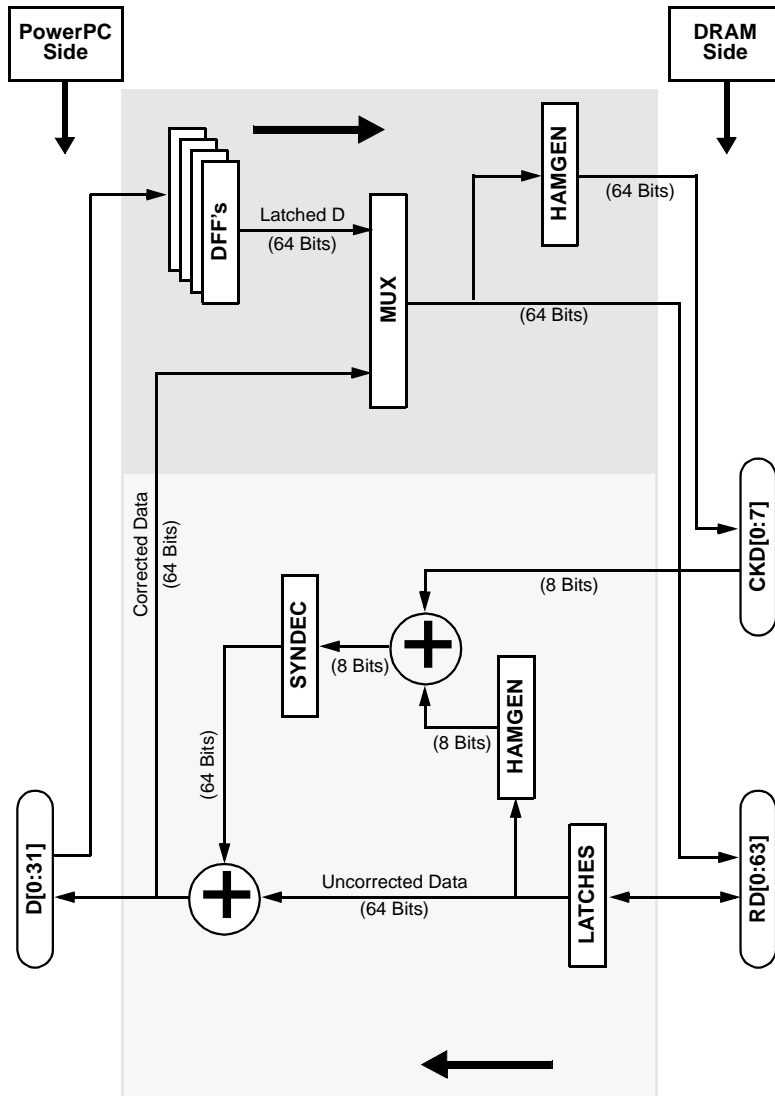 PowerPC
Side
DRAM
Side
DFF's
Latched D
(64 Bits)
MUX
HAMGEN
(64 Bits)
(64 Bits)
Corrected Data
(64 Bits)
CKD[0:7]
(8 Bits)
SYNDEC
(8 Bits)
HAMGEN
(8 Bits)
(64 Bits)
D[0:31]
Uncorrected Data
(64 Bits)
LATCHES
RD[0:63]